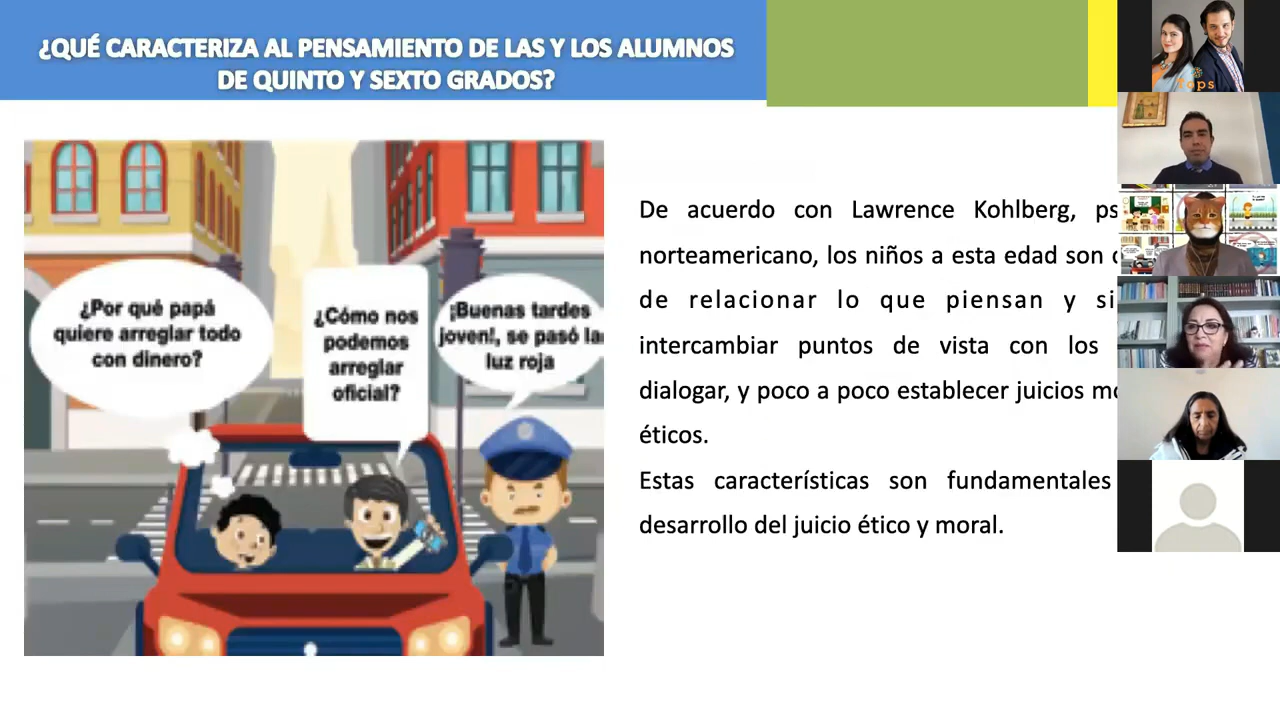 ¿QUÉ CARACTERIZA AL PENSAMIENTO DE LAS Y LOS ALUMNOS
DE QUINTO Y SEXTO GRADOS?
¿Por qué papá
quiere arreglar todo
con dinero?
¿Cómo nos
podemos
arreglar
oficial?
¡Buenas tardes
joven!, se pasó la
luz roja
De acuerdo con Lawrence Kohlberg, ps
norteamericano, los niños a esta edad son
de relacionar lo que piensan y si
intercambiar puntos de vista con los
dialogar, y poco a poco establecer juicios mo
éticos.
Estas características son fundamentales
desarrollo del juicio ético y moral.
Tops